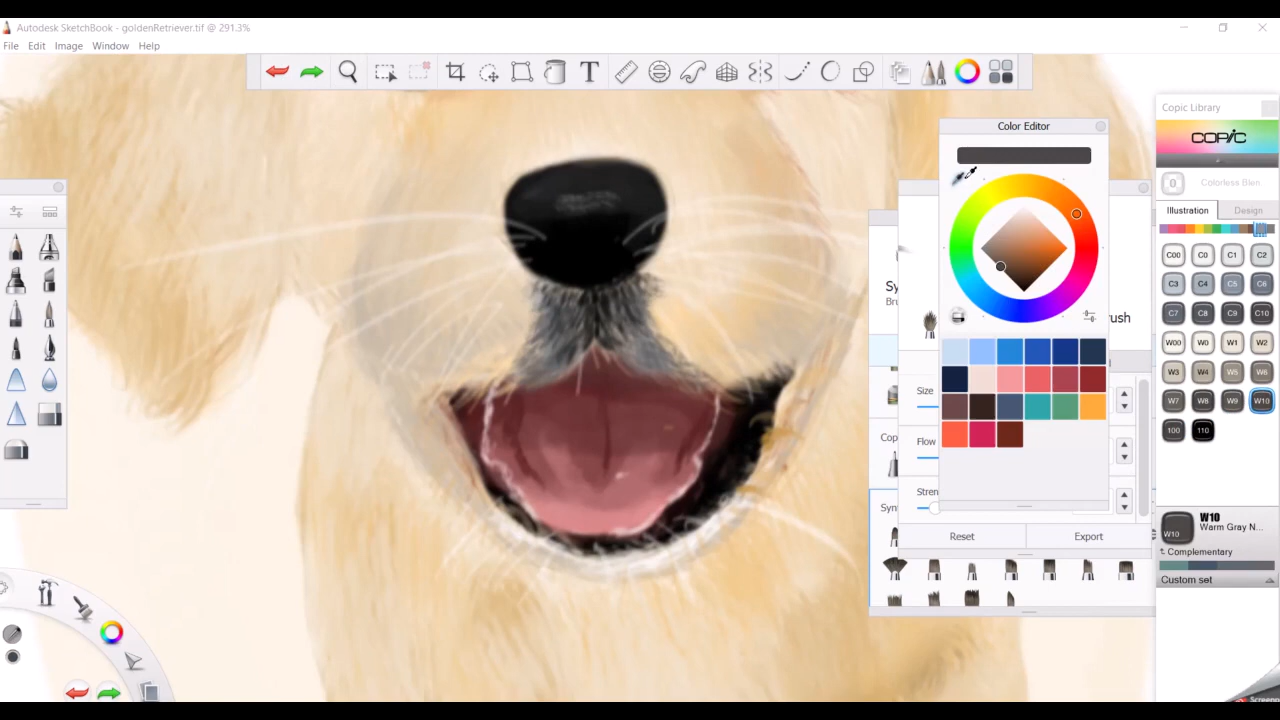 Autodesk SketchBook - goldenRetriever.tif @ 291.3%
File Edit Image Window Help
T
Copic Library
COPIC
Color Editor
0 Colorless Blen
Illustration Design
C00 C0 C1 C2
C3 C4 C5 C6
C7 C8 C9 C10
W00 W0 W1 W2
W3 W4 W5 W6
W7 W8 W9 W10
100 110
Sy
Bru
ush
Size
Cop
Flow
Stren
Syn
Reset Export
W10
W10
Warm Gray N...
Complementary
Custom set